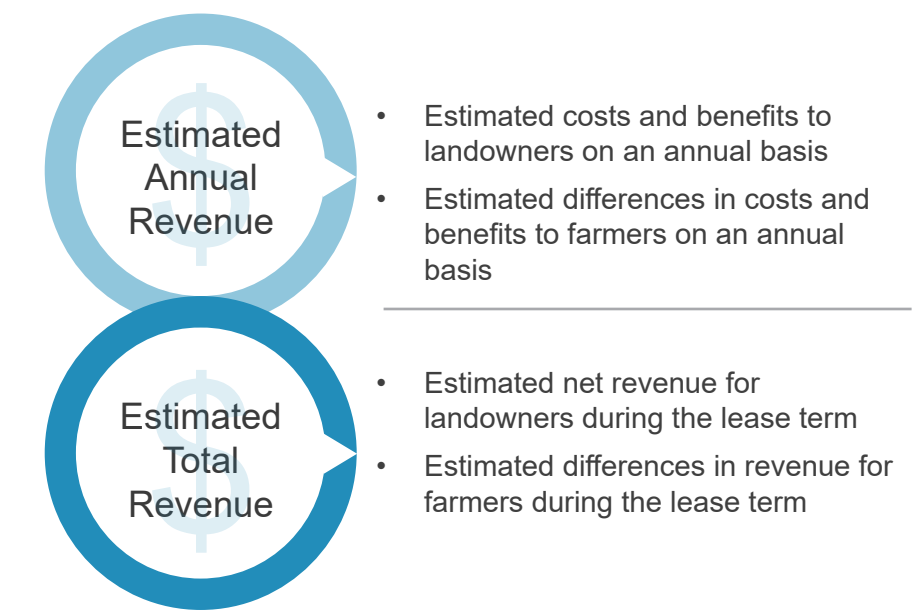 Estimated
Annual
Revenue
• Estimated costs and benefits to
landowners on an annual basis
• Estimated differences in costs and
benefits to farmers on an annual
basis
Estimated
Total
Revenue
• Estimated net revenue for
landowners during the lease term
• Estimated differences in revenue for
farmers during the lease term
$
$